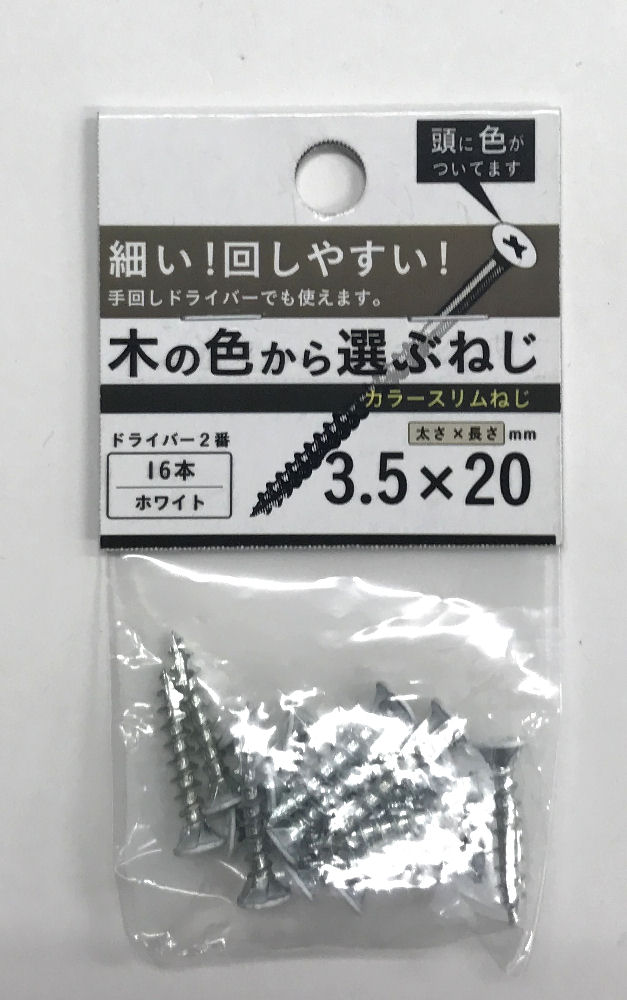 頭に色が
ついてます
細い!回しやすい!
手回しドライバーでも使えます。
木の色から選ぶねじ
カラースリムねじ
ドライバー2番
太さ×長さ mm
16本
ホワイト
3.5×20